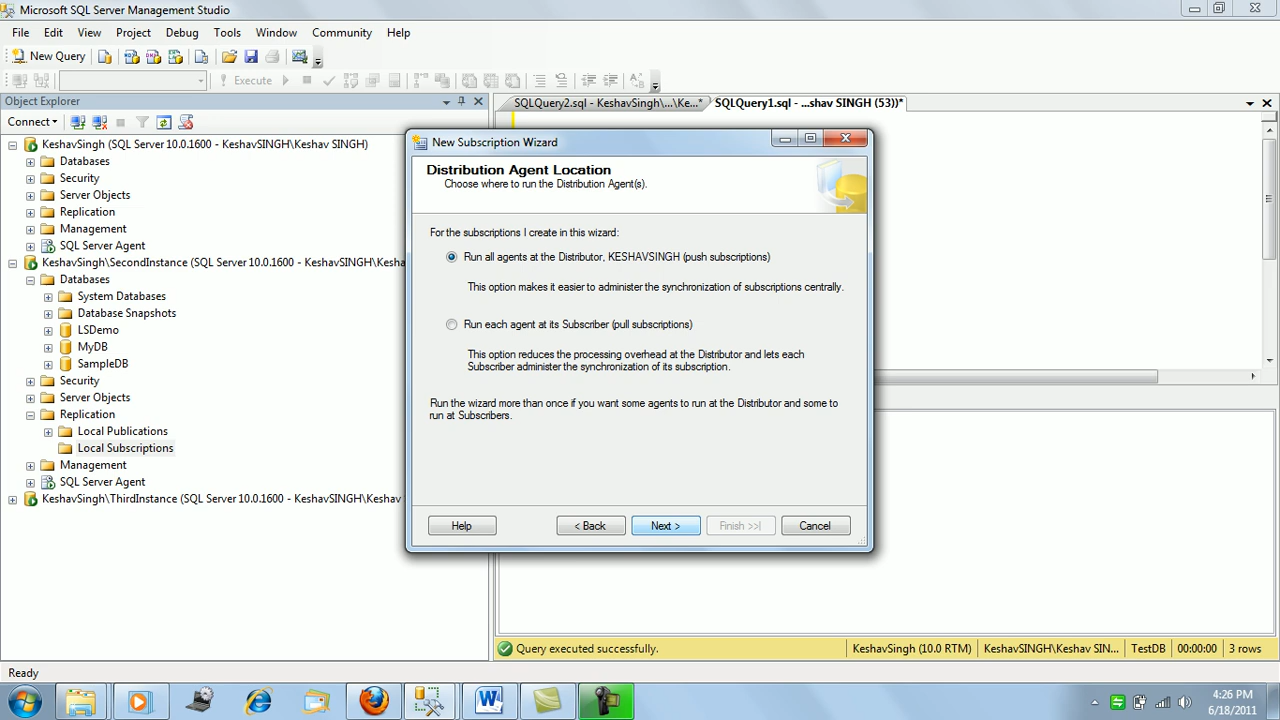 Microsoft SQL Server Management Studio
File Edit View Project Debug Tools Window Community Help
New Query
Execute
Object Explorer
SQLQuery2.sql - KeshavSingh\...\Ke...* SQLQuery1.sql - ...shav SINGH (53))*
Connect
KeshavSingh (SQL Server 10.0.1600 - KeshavSINGH\Keshav SINGH)
Databases
Security
Server Objects
Replication
Management
SQL Server Agent
KeshavSingh\SecondInstance (SQL Server 10.0.1600 - KeshavSINGH\Kesha
Databases
System Databases
Database Snapshots
LSDemo
MyDB
SampleDB
Security
Server Objects
Replication
Local Publications
Local Subscriptions
Management
SQL Server Agent
KeshavSingh\ThirdInstance (SQL Server 10.0.1600 - KeshavSINGH\Keshav
New Subscription Wizard
Distribution Agent Location
Choose where to run the Distribution Agent(s).
For the subscriptions I create in this wizard:
Run all agents at the Distributor, KESHAVSINGH (push subscriptions)
This option makes it easier to administer the synchronization of subscriptions centrally.
Run each agent at its Subscriber (pull subscriptions)
This option reduces the processing overhead at the Distributor and lets each
Subscriber administer the synchronization of its subscription.
Run the wizard more than once if you want some agents to run at the Distributor and some to
run at Subscribers.
Help < Back Next > Finish >>| Cancel
Query executed successfully. KeshavSingh (10.0 RTM) KeshavSINGH\Keshav SIN... TestDB 00:00:00 3 rows
Ready
4:26 PM
6/18/2011